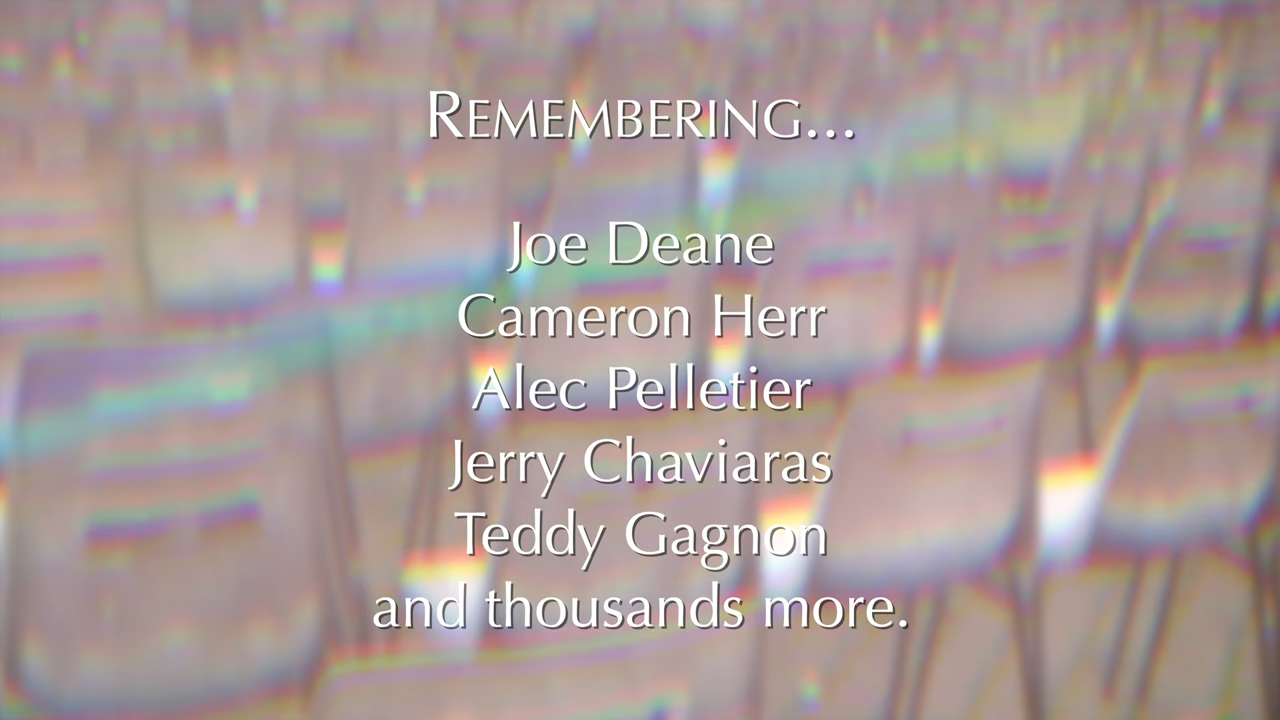 Remembering...
Joe Deane
Cameron Herr
Alec Pelletier
Jerry Chaviaras
Teddy Gagnon
and thousands more.